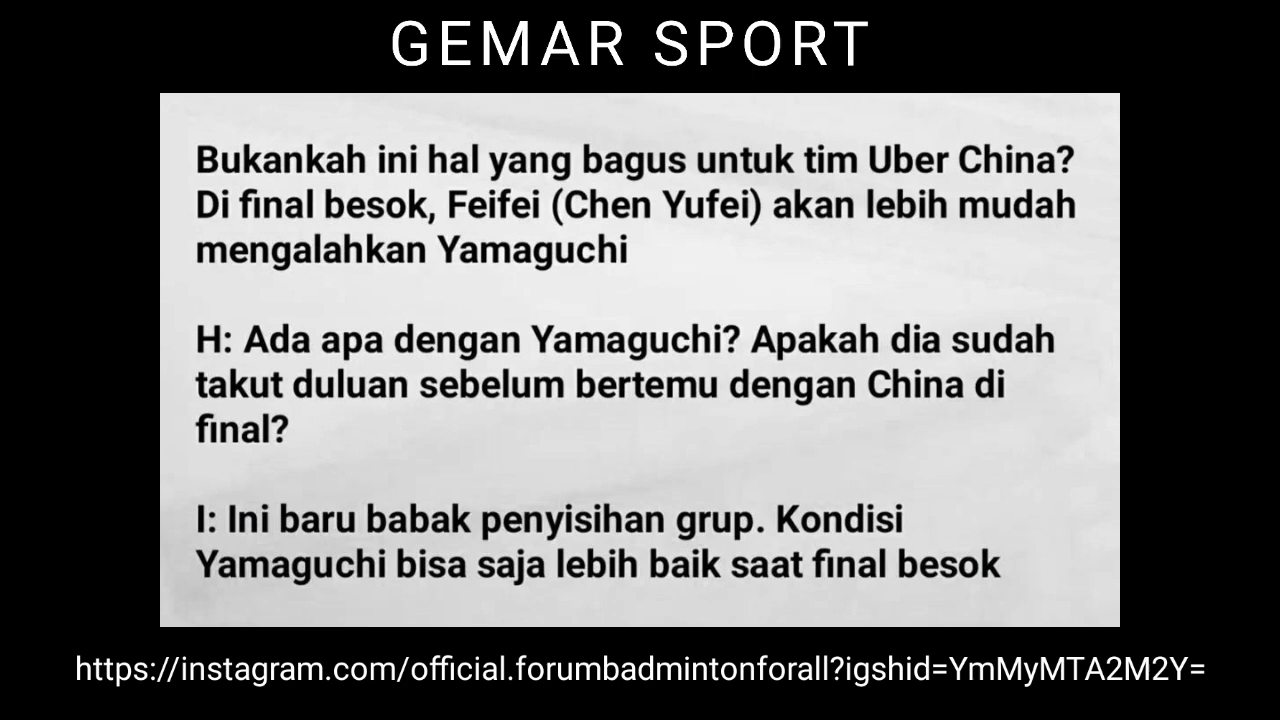 GEMAR SPORT
Bukankah ini hal yang bagus untuk tim Uber China?
Di final besok, Feifei (Chen Yufei) akan lebih mudah
mengalahkan Yamaguchi
H: Ada apa dengan Yamaguchi? Apakah dia sudah
takut duluan sebelum bertemu dengan China di
final?
I: Ini baru babak penyisihan grup. Kondisi
Yamaguchi bisa saja lebih baik saat final besok
https://instagram.com/official.forumbadmintonforall?igshid=YmMyMTA2M2Y=